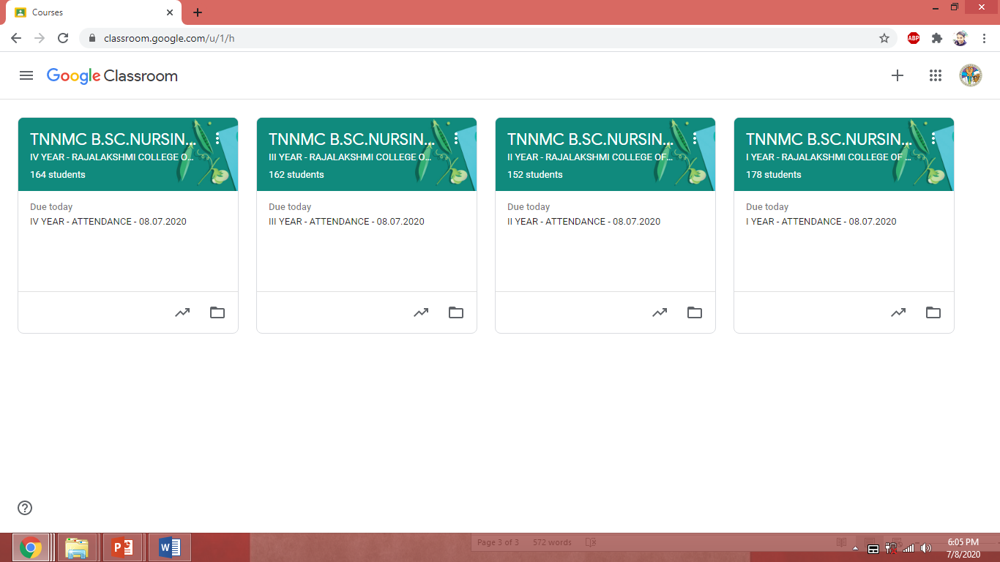 Courses
classroom.google.com/u/1/h
ABP
Google Classroom
TNNMC B.SC.NURSIN...
IV YEAR - RAJALAKSHMI COLLEGE O...
164 students
Due today
IV YEAR - ATTENDANCE - 08.07.2020
TNNMC B.SC.NURSIN...
III YEAR - RAJALAKSHMI COLLEGE O...
162 students
Due today
III YEAR - ATTENDANCE - 08.07.2020
TNNMC B.SC.NURSIN...
II YEAR - RAJALAKSHMI COLLEGE OF...
152 students
Due today
II YEAR - ATTENDANCE - 08.07.2020
TNNMC B.SC.NURSIN...
I YEAR - RAJALAKSHMI COLLEGE OF ...
178 students
Due today
I YEAR - ATTENDANCE - 08.07.2020
Page 3 of 3 572 words
6:05 PM
7/8/2020